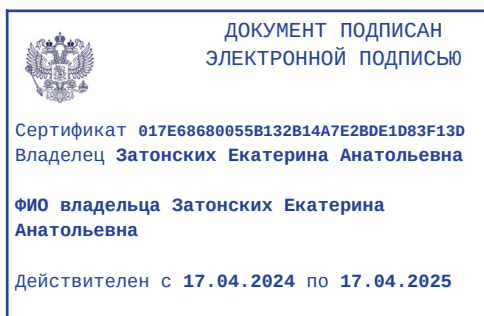 ДОКУМЕНТ ПОДПИСАН
ЭЛЕКТРОННОЙ ПОДПИСЬЮ
Сертификат 017E68680055B132B14A7E2BDE1D83F13D
Владелец Затонских Екатерина Анатольевна
ФИО владельца Затонских Екатерина
Анатольевна
Действителен с 17.04.2024 по 17.04.2025